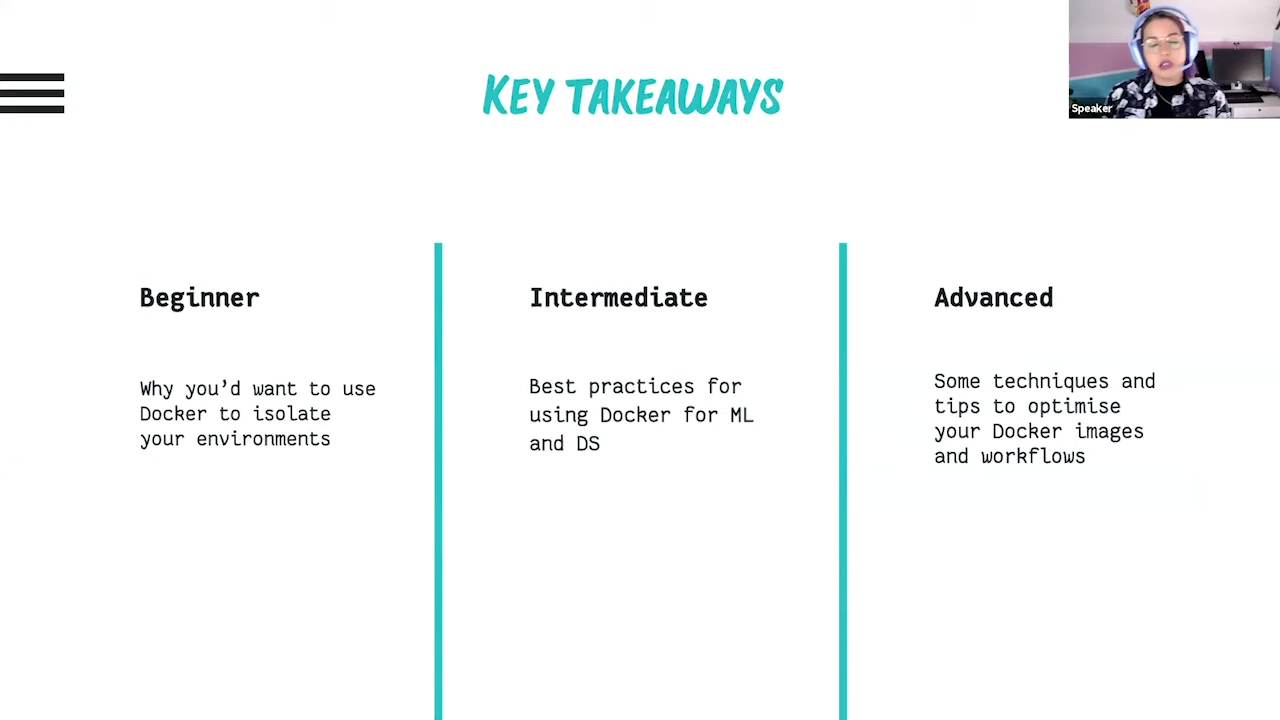 KEY TAKEAWAYS
Speaker
Beginner
Why you’d want to use
Docker to isolate
your environments
Intermediate
Best practices for
using Docker for ML
and DS
Advanced
Some techniques and
tips to optimise
your Docker images
and workflows